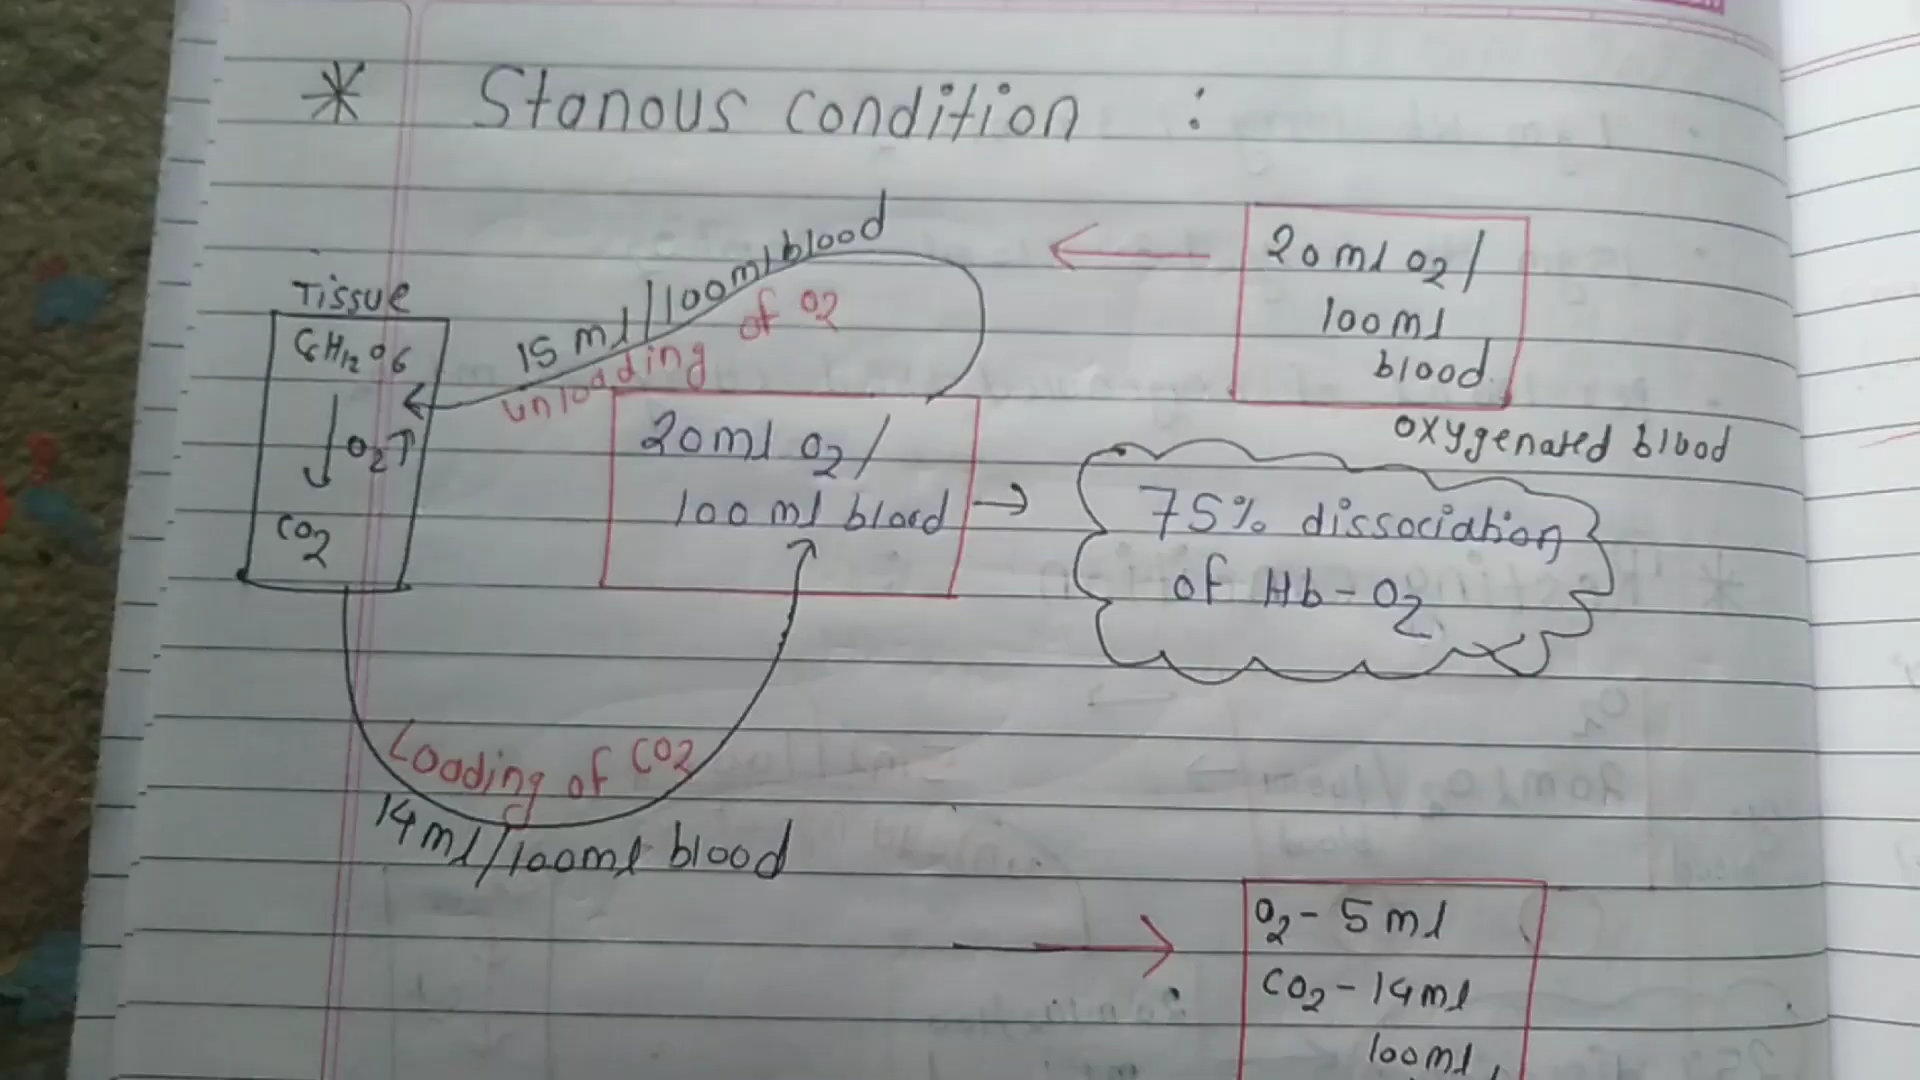 * Stanous condition :
20 ml O2 /
100 ml
blood
oxygenated blood
15 ml/100 ml blood
unloading of O2
Tissue
C6H12O6
O2↑
CO2
20 ml O2 /
100 ml blood
75% dissociation
of Hb-O2
Loading of CO2
14 ml/100 ml blood
O2 - 5 ml
CO2 - 14 ml
100 ml